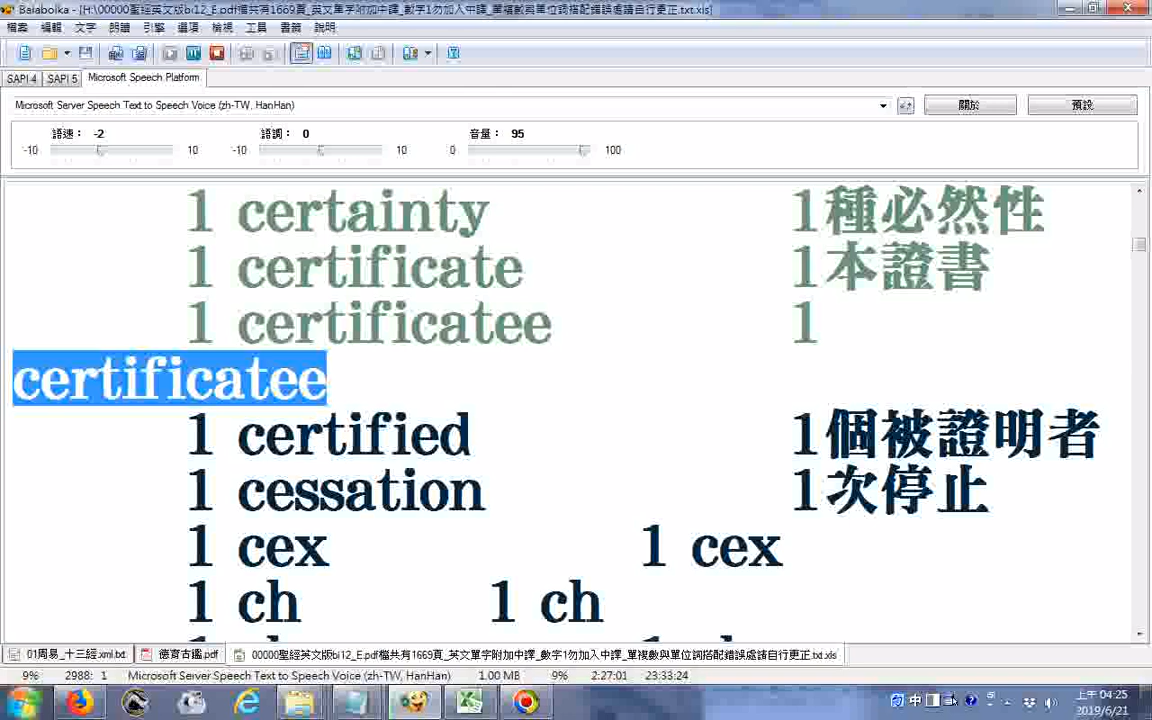 Balabolka - [H:\00000聖經英文版bi12_E.pdf檔共有1669頁_英文單字附加中譯_數字1勿加入中譯_單複數與單位詞搭配錯誤處請自行更正.txt.xls]
檔案 編輯 文字 朗讀 引擎 選項 檢視 工具 書籤 說明
SAPI 4 SAPI 5 Microsoft Speech Platform
Microsoft Server Speech Text to Speech Voice (zh-TW, HanHan) 關於 預設
語速： -2 語調： 0 音量： 95
-10 10 -10 10 0 100
1 certainty 1種必然性
1 certificate 1本證書
1 certificatee 1
certificatee
1 certified 1個被證明者
1 cessation 1次停止
1 cex 1 cex
1 ch 1 ch
01周易_十三經.xml.txt 德育古鑑.pdf 00000聖經英文版bi12_E.pdf檔共有1669頁_英文單字附加中譯_數字1勿加入中譯_單複數與單位詞搭配錯誤處請自行更正.txt.xls
9% 2988: 1 Microsoft Server Speech Text to Speech Voice (zh-TW, HanHan) 1.00 MB 9% 2:27:01 23:33:24
中 上午 04:25
2019/6/21